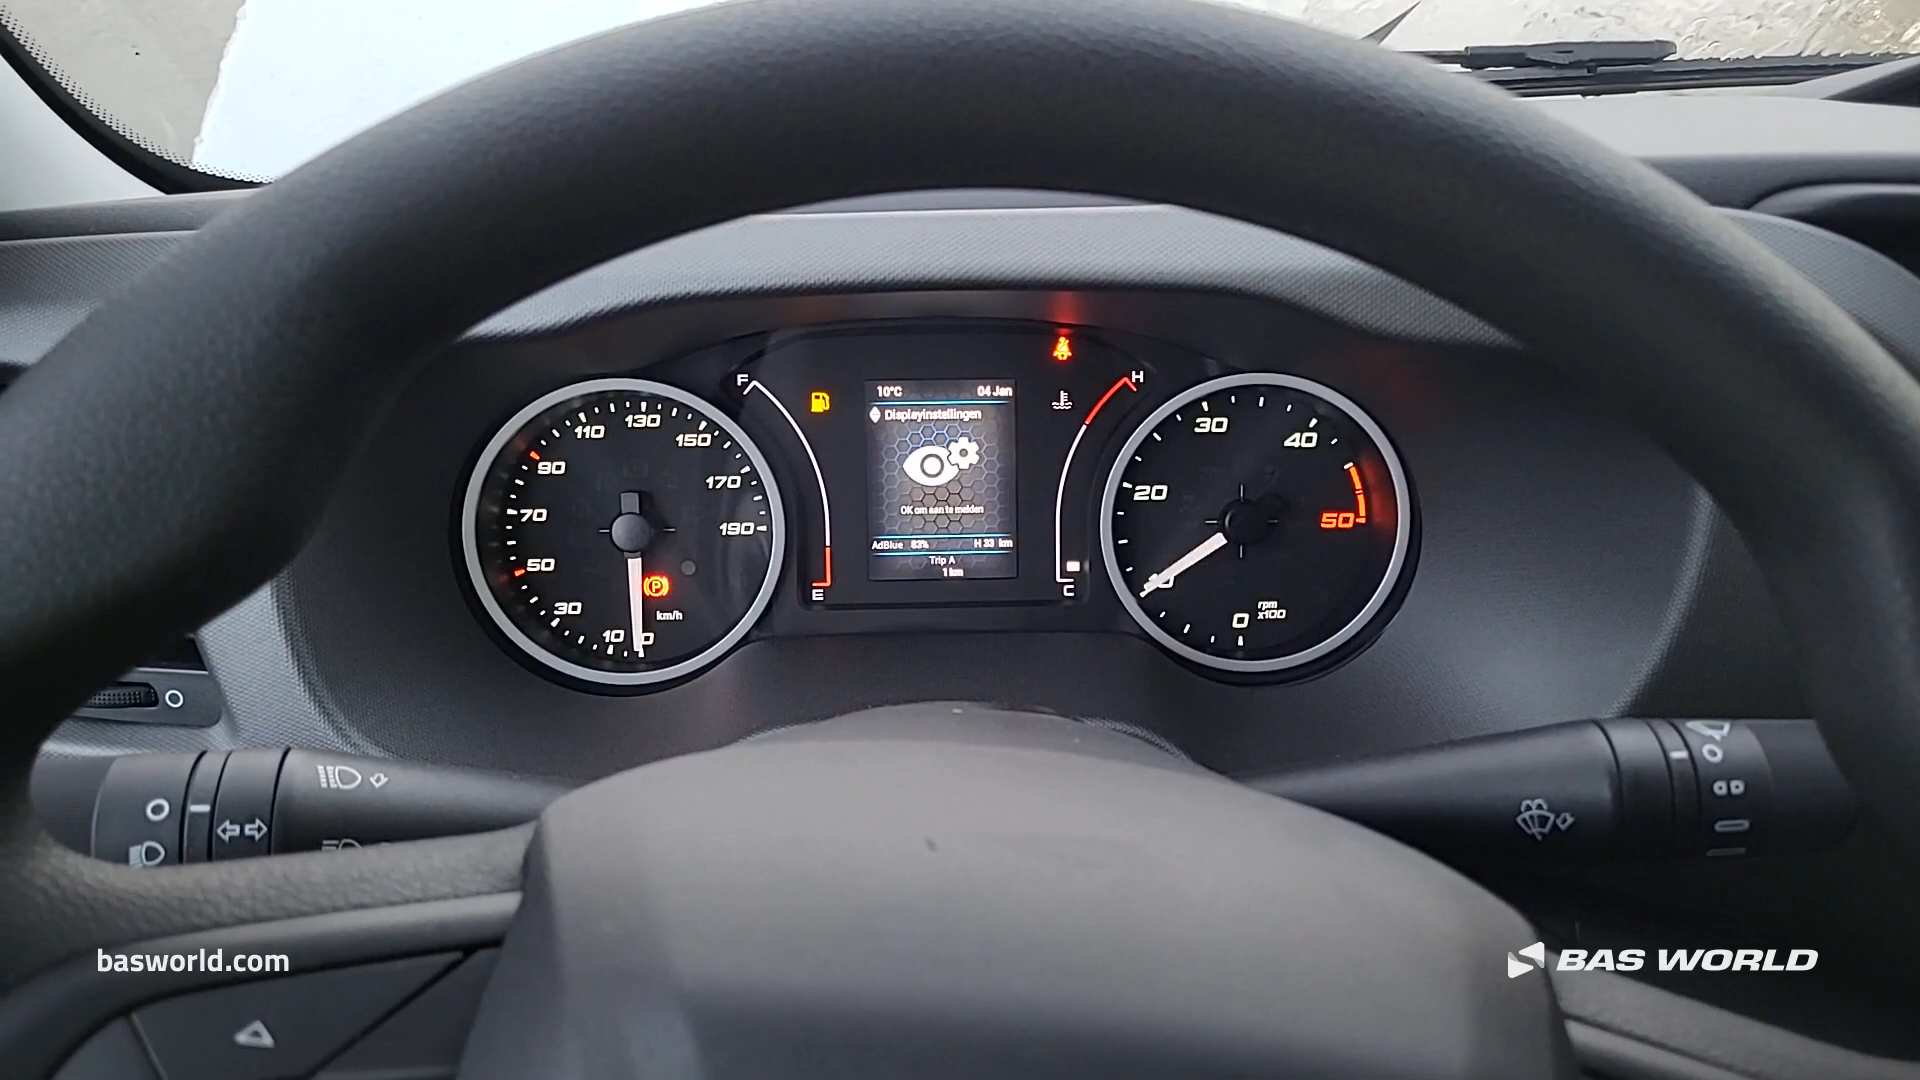 10°C 04 Jan
Displayinstellingen
OK om aan te melden
AdBlue 83% H 33 km
Trip A
1 km
F
E
H
C
0 10 30 50 70 90 110 130 150 170 190
km/h
P
0 10 20 30 40 50
rpm
x100
basworld.com
BAS WORLD